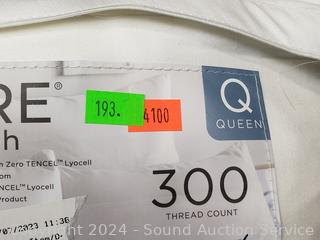 RE®
h
193.
4100
Q
QUEEN
n Zero TENCEL™ Lyocell
om
NCEL™ Lyocell
Product
300
THREAD COUNT
07/2023 11:36
Copyright 2024 - Sound Auction Service